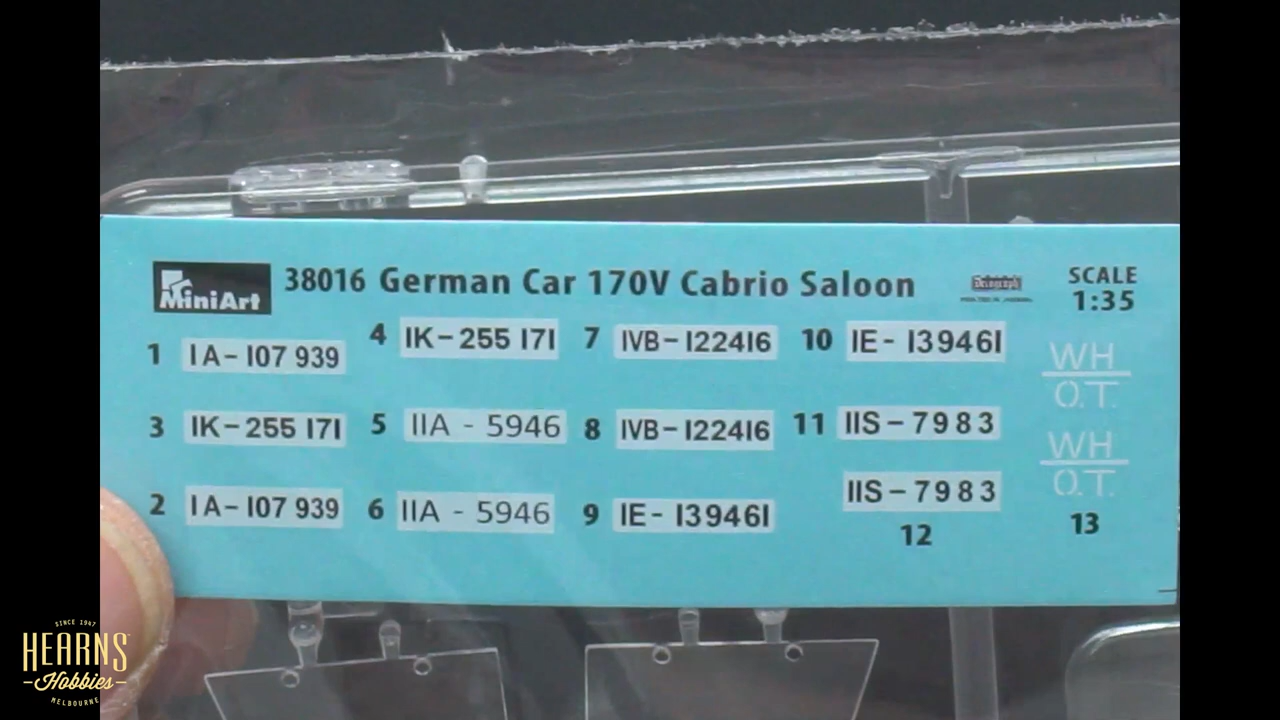 MiniArt 38016 German Car 170V Cabrio Saloon Decograph SCALE 1:35
4 IK-255 171 7 IVB-122416 10 IE-139461
1 IA-107 939 WH
O.T.
3 IK-255 171 5 IIA - 5946 8 IVB-122416 11 IIS-7983
WH
O.T.
2 IA-107 939 6 IIA - 5946 9 IE-139461 IIS-7983
12 13
SINCE 1947
HEARNS
Hobbies
MELBOURNE